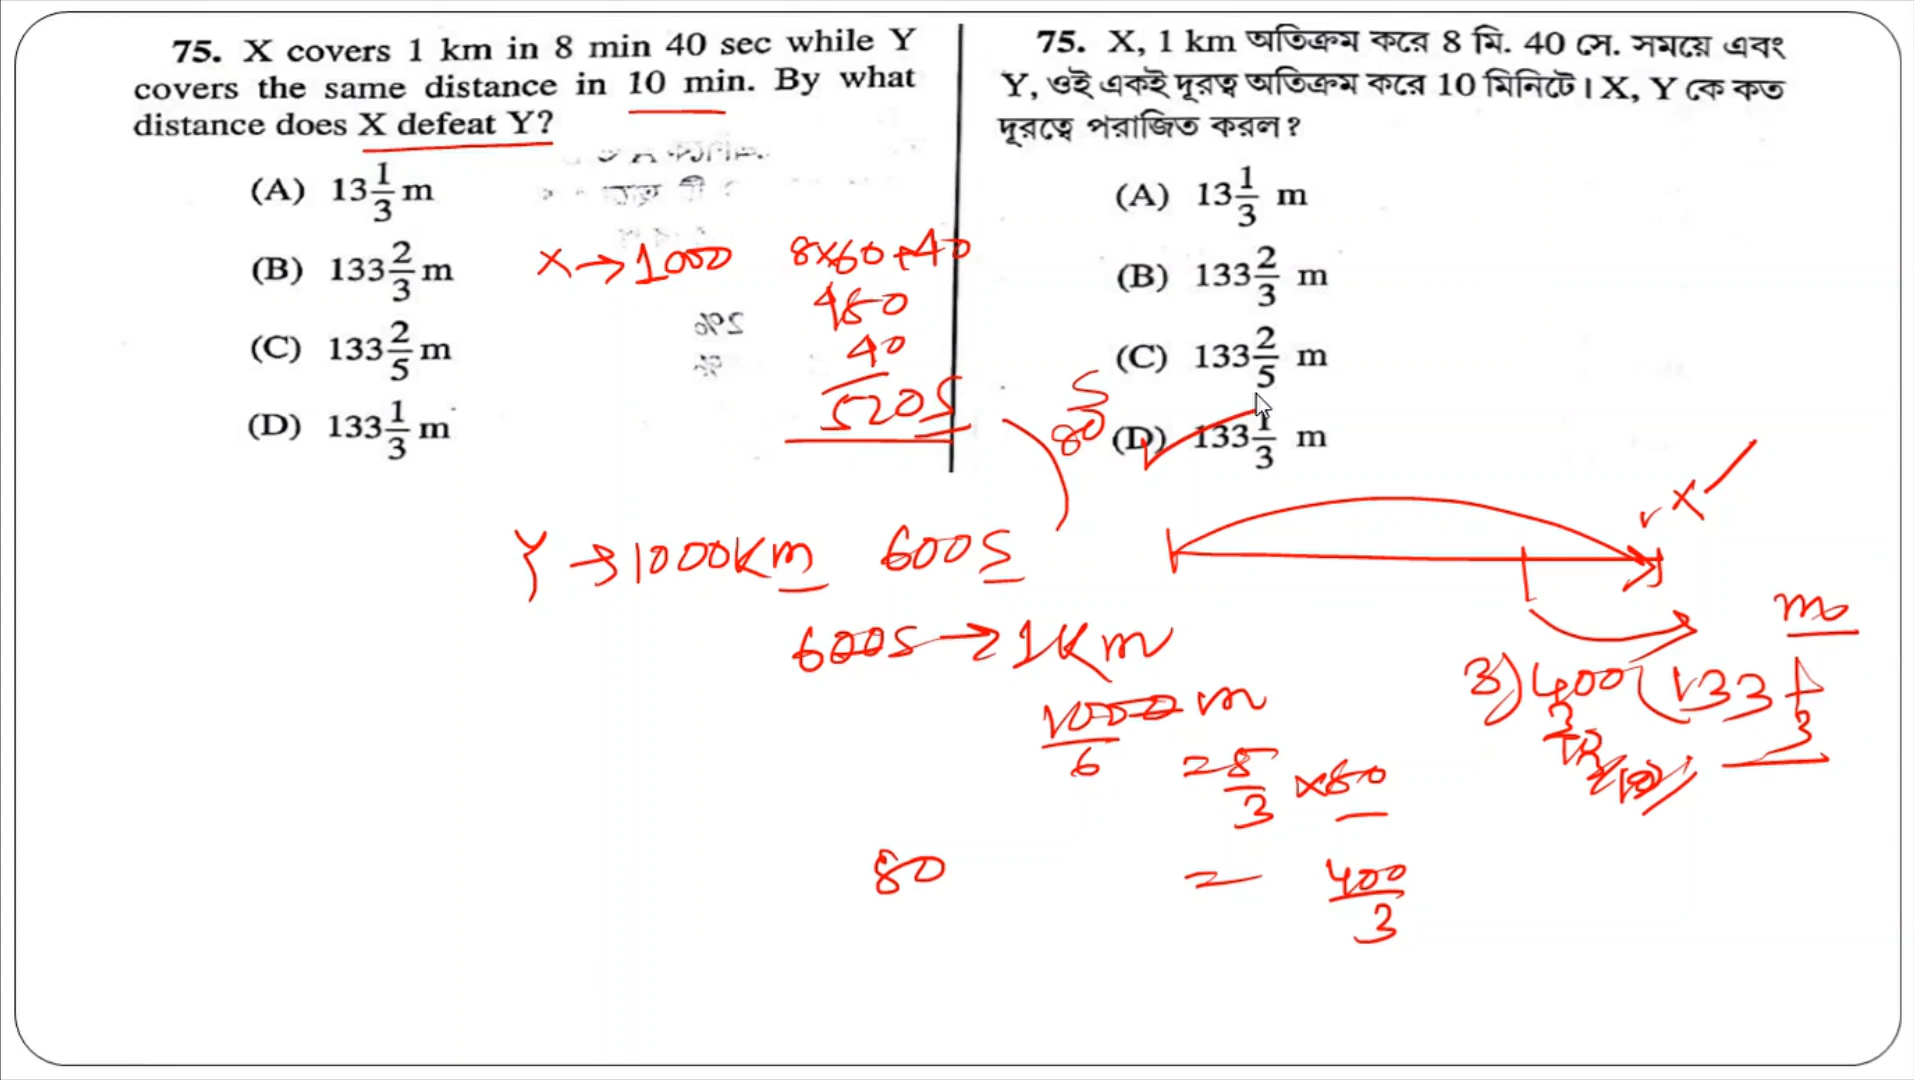 75. X covers 1 km in 8 min 40 sec while Y
covers the same distance in 10 min. By what
distance does X defeat Y?
(A) 13 1/3 m
(B) 133 2/3 m
(C) 133 2/5 m
(D) 133 1/3 m
75. X, 1 km অতিক্রম করে 8 মি. 40 সে. সময়ে এবং
Y, ওই একই দূরত্ব অতিক্রম করে 10 মিনিটে। X, Y কে কত
দূরত্বে পরাজিত করল?
(A) 13 1/3 m
(B) 133 2/3 m
(C) 133 2/5 m
(D) 133 1/3 m
X → 1000 8x60+40
480
40
520S
80 S
Y → 1000Km 600S
X
600S → 1Km
1000/6 m
= 5/3 x 80
80 = 400/3
3) 400 ( 133 1/3
3
10